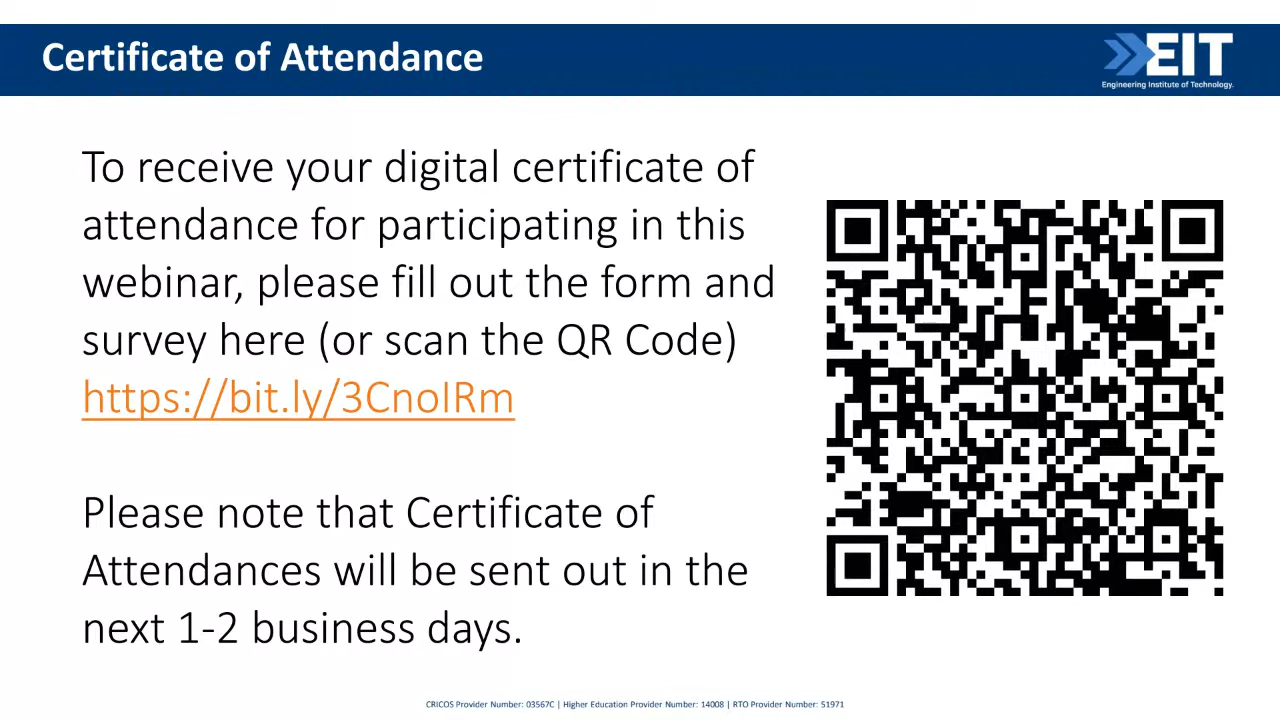 Certificate of Attendance
EIT
Engineering Institute of Technology.
To receive your digital certificate of
attendance for participating in this
webinar, please fill out the form and
survey here (or scan the QR Code)
https://bit.ly/3CnoIRm
Please note that Certificate of
Attendances will be sent out in the
next 1-2 business days.
CRICOS Provider Number: 03567C | Higher Education Provider Number: 14008 | RTO Provider Number: 51971